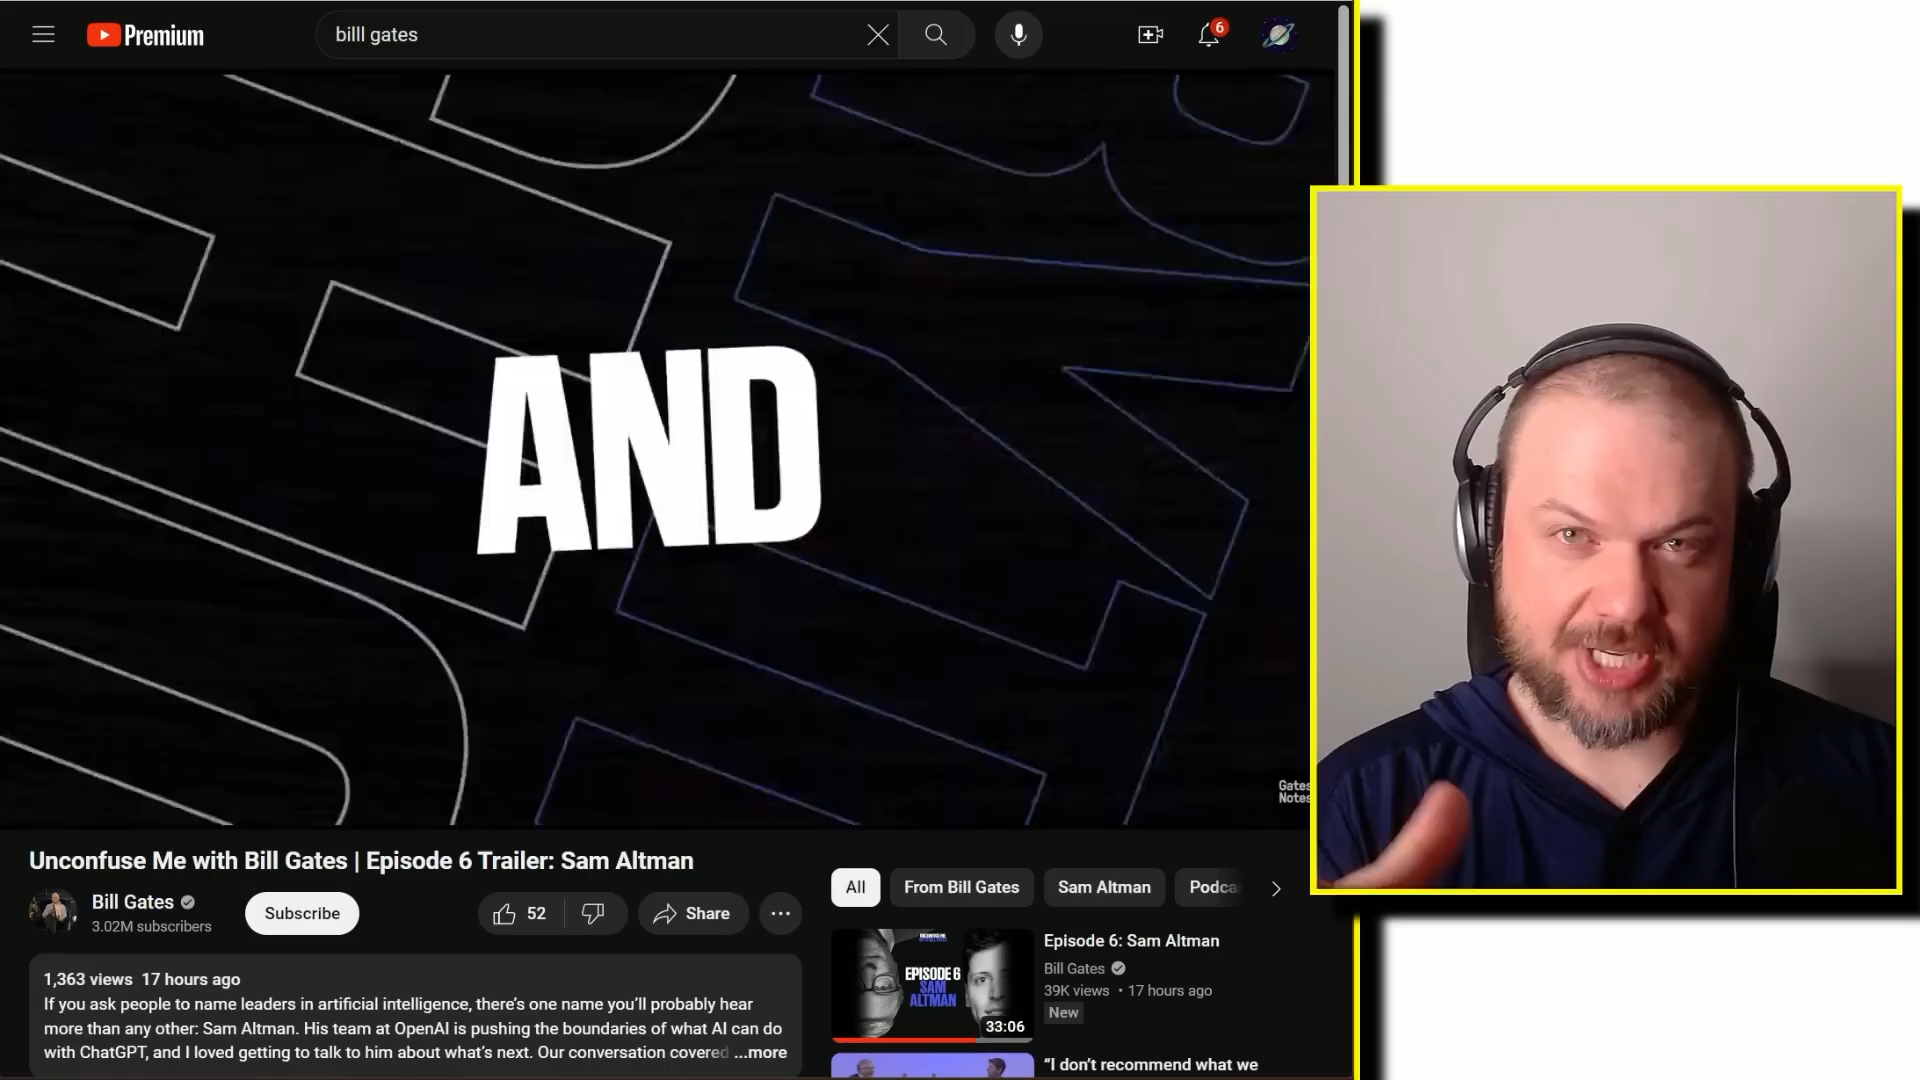 Premium
billl gates
6
AND
Gates
Notes
Unconfuse Me with Bill Gates | Episode 6 Trailer: Sam Altman
Bill Gates
3.02M subscribers
Subscribe
52
Share
1,363 views 17 hours ago
If you ask people to name leaders in artificial intelligence, there's one name you'll probably hear
more than any other: Sam Altman. His team at OpenAI is pushing the boundaries of what AI can do
with ChatGPT, and I loved getting to talk to him about what's next. Our conversation covered ...more
All
From Bill Gates
Sam Altman
Podca
EPISODE 6
SAM
ALTMAN
33:06
Episode 6: Sam Altman
Bill Gates
39K views • 17 hours ago
New
“I don't recommend what we